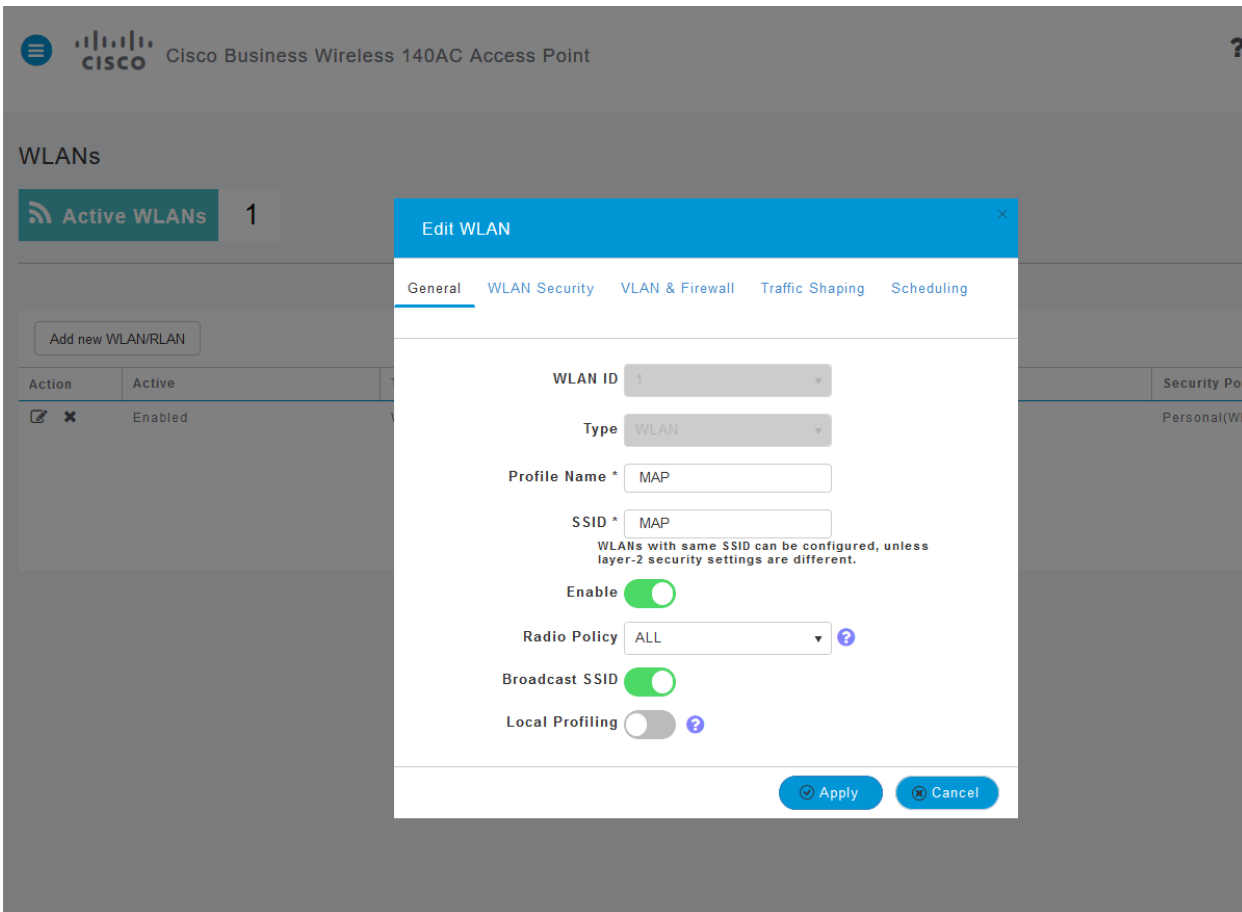 ?
CISCO Cisco Business Wireless 140AC Access Point
WLANs
Active WLANs 1
Edit WLAN ×
General WLAN Security VLAN & Firewall Traffic Shaping Scheduling
Add new WLAN/RLAN
Action Active Security Po
Enabled Personal(W
WLAN ID 1
Type WLAN
Profile Name * MAP
SSID * MAP
WLANs with same SSID can be configured, unless
layer-2 security settings are different.
Enable
Radio Policy ALL ?
Broadcast SSID
Local Profiling ?
Apply Cancel